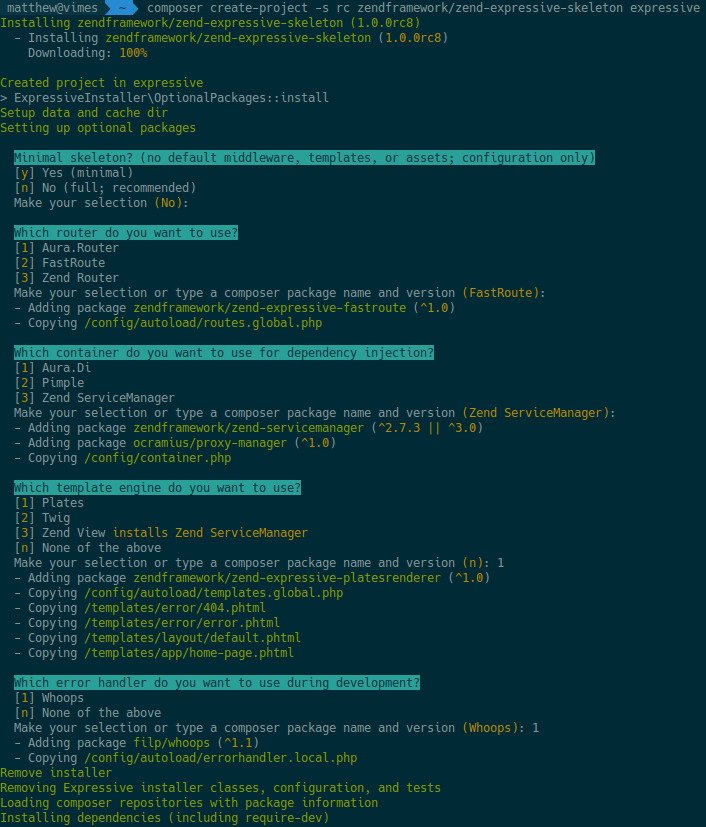 matthew@vimes ~ composer create-project -s rc zendframework/zend-expressive-skeleton expressive
Installing zendframework/zend-expressive-skeleton (1.0.0rc8)
- Installing zendframework/zend-expressive-skeleton (1.0.0rc8)
Downloading: 100%
Created project in expressive
> ExpressiveInstaller\OptionalPackages::install
Setup data and cache dir
Setting up optional packages
Minimal skeleton? (no default middleware, templates, or assets; configuration only)
[y] Yes (minimal)
[n] No (full; recommended)
Make your selection (No):
Which router do you want to use?
[1] Aura.Router
[2] FastRoute
[3] Zend Router
Make your selection or type a composer package name and version (FastRoute):
- Adding package zendframework/zend-expressive-fastroute (^1.0)
- Copying /config/autoload/routes.global.php
Which container do you want to use for dependency injection?
[1] Aura.Di
[2] Pimple
[3] Zend ServiceManager
Make your selection or type a composer package name and version (Zend ServiceManager):
- Adding package zendframework/zend-servicemanager (^2.7.3 || ^3.0)
- Adding package ocramius/proxy-manager (^1.0)
- Copying /config/container.php
Which template engine do you want to use?
[1] Plates
[2] Twig
[3] Zend View installs Zend ServiceManager
[n] None of the above
Make your selection or type a composer package name and version (n): 1
- Adding package zendframework/zend-expressive-platesrenderer (^1.0)
- Copying /config/autoload/templates.global.php
- Copying /templates/error/404.phtml
- Copying /templates/error/error.phtml
- Copying /templates/layout/default.phtml
- Copying /templates/app/home-page.phtml
Which error handler do you want to use during development?
[1] Whoops
[n] None of the above
Make your selection or type a composer package name and version (Whoops): 1
- Adding package filp/whoops (^1.1)
- Copying /config/autoload/errorhandler.local.php
Remove installer
Removing Expressive installer classes, configuration, and tests
Loading composer repositories with package information
Installing dependencies (including require-dev)